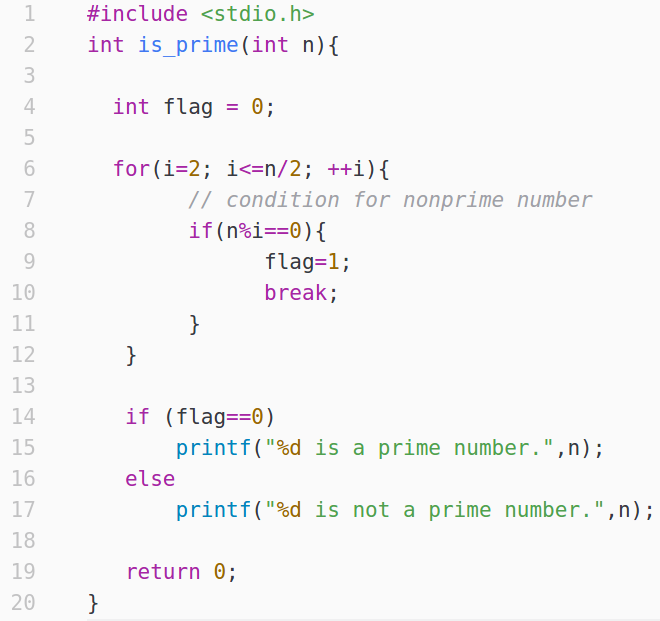 1 #include <stdio.h>
2 int is_prime(int n){
3
4 int flag = 0;
5
6 for(i=2; i<=n/2; ++i){
7 // condition for nonprime number
8 if(n%i==0){
9 flag=1;
10 break;
11 }
12 }
13
14 if (flag==0)
15 printf("%d is a prime number.",n);
16 else
17 printf("%d is not a prime number.",n);
18
19 return 0;
20 }